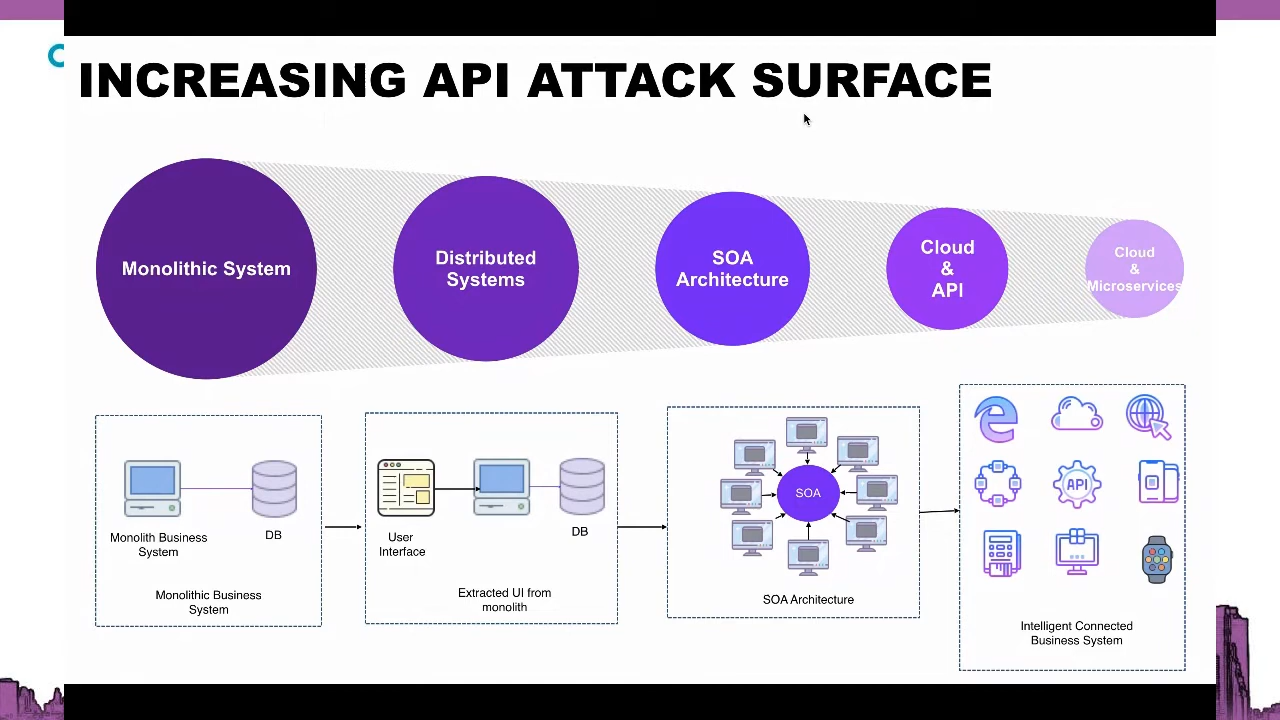 INCREASING API ATTACK SURFACE
Monolithic System
Distributed
Systems
SOA
Architecture
Cloud
&
API
Cloud
&
Microservices
Monolith Business
System
DB
Monolithic Business
System
User
Interface
DB
Extracted UI from
monolith
SOA
SOA Architecture
API
Intelligent Connected
Business System